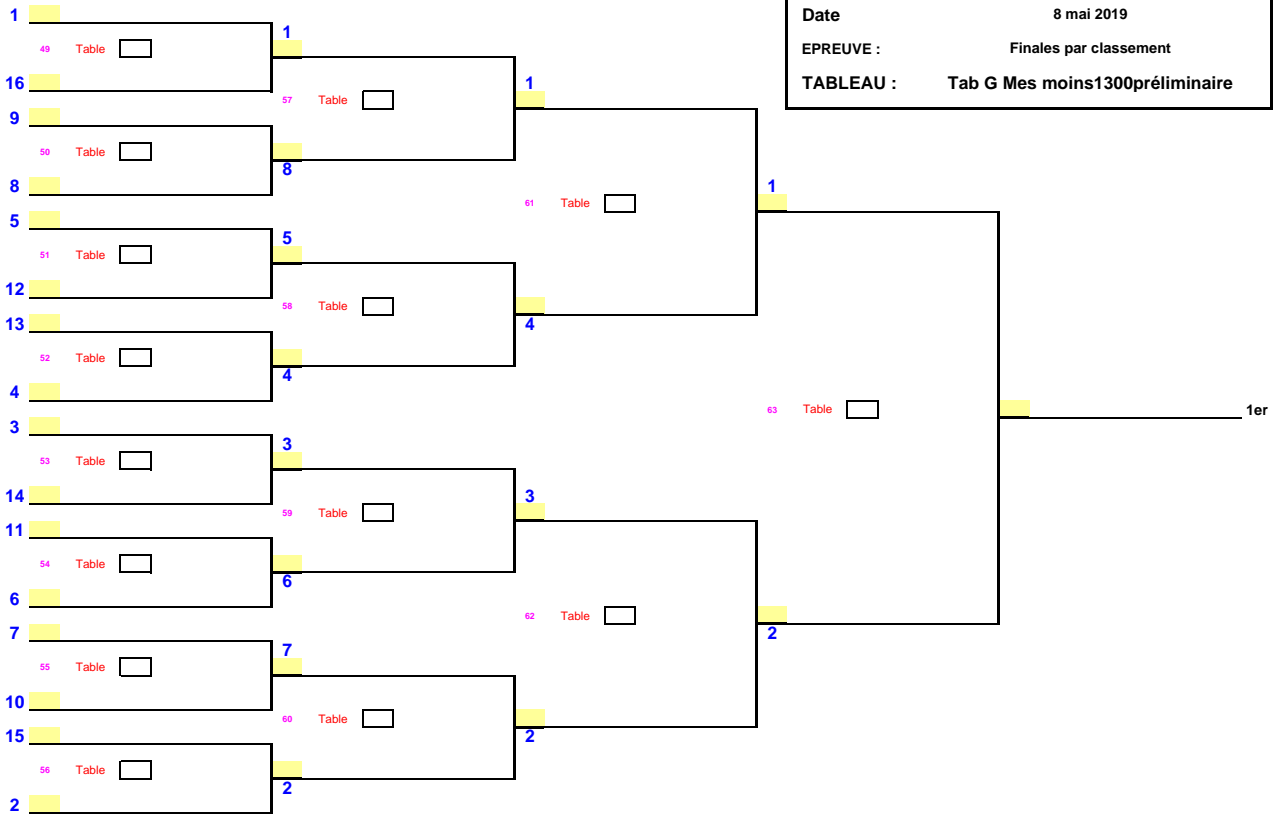 1
Date 8 mai 2019
1
49 Table
EPREUVE : Finales par classement
16
1
TABLEAU : Tab G Mes moins1300préliminaire
57 Table
9
50 Table
8
8
1
61 Table
5
5
51 Table
12
58 Table
13
4
52 Table
4
4
63 Table
1er
3
3
53 Table
14
3
59 Table
11
54 Table
6
6
62 Table
7
2
7
55 Table
10
60 Table
15
2
56 Table
2
2